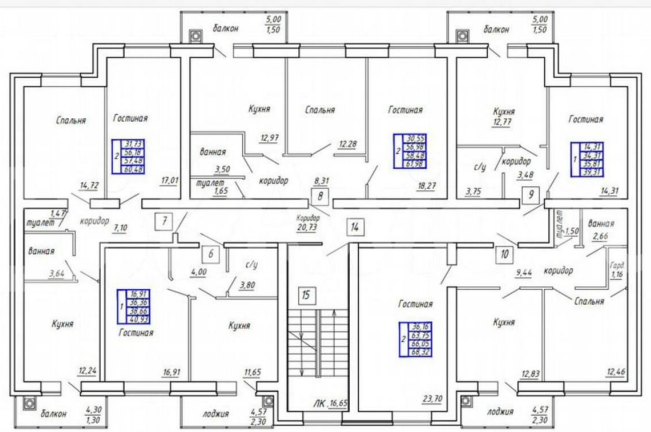 балкон
5,00
1,50
балкон
5,00
1,50
Спальня
14,72
Гостиная
17,01
2
31,73
56,18
57,48
60,48
Кухня
12,97
ванная
3,50
туалет
1,65
коридор
8,31
Спальня
12,28
Гостиная
18,27
2
30,55
56,98
58,48
61,98
Кухня
12,77
с/у
3,75
коридор
3,48
Гостиная
14,31
1
14,31
34,31
35,81
39,31
туалет
1,47
коридор
7,10
7
8
9
Коридор
20,73
14
6
10
15
ванная
3,64
Кухня
12,24
4,00
с/у
3,80
1
16,91
36,36
38,66
40,93
Гостиная
16,91
Кухня
11,65
ЛК 16,65
Гостиная
23,70
2
36,16
63,75
66,05
68,32
туалет
1,50
ванная
2,66
Гард
1,16
9,44
коридор
Кухня
12,83
Спальня
12,46
балкон
4,30
1,30
лоджия
4,57
2,30
лоджия
4,57
2,30